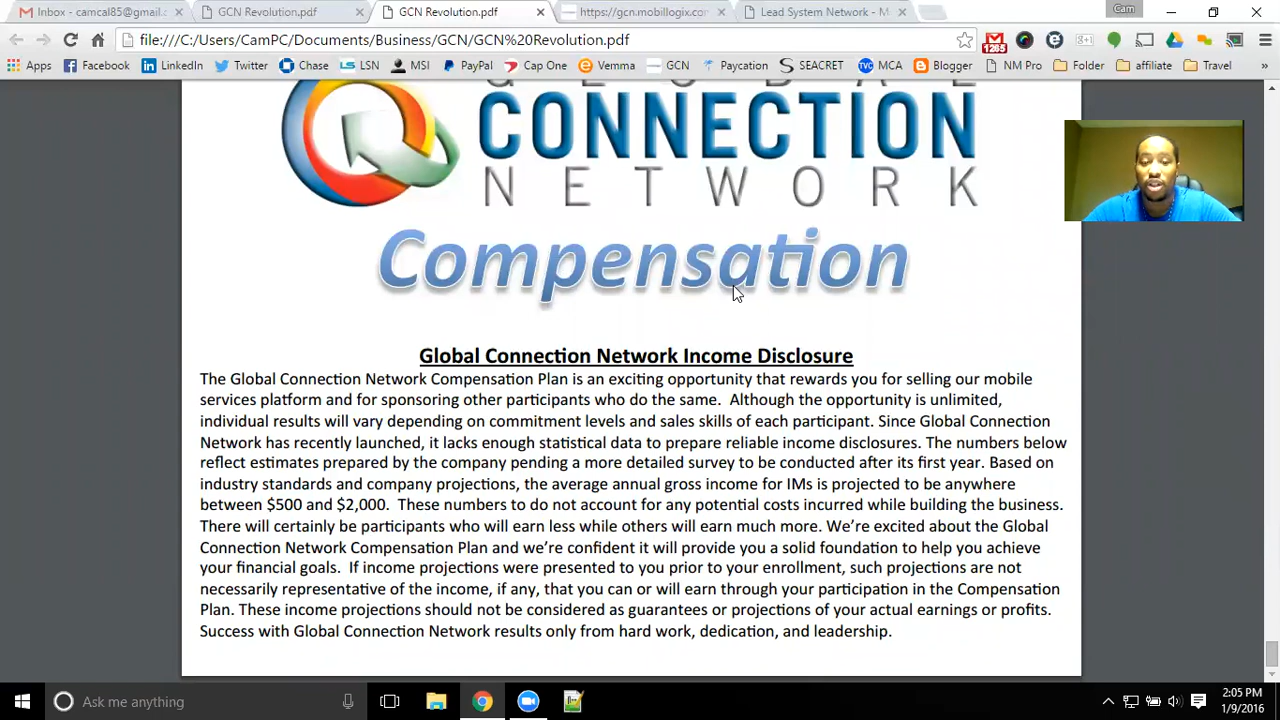 Inbox - camcal85@gmail.c
GCN Revolution.pdf
GCN Revolution.pdf
https://gcn.mobillogix.com
Lead System Network - M
Cam
file:///C:/Users/CamPC/Documents/Business/GCN/GCN%20Revolution.pdf
1265
Apps
Facebook
LinkedIn
Twitter
Chase
LSN
MSI
PayPal
Cap One
Vemma
GCN
Paycation
SEACRET
MCA
Blogger
NM Pro
Folder
affiliate
Travel
»
GLOBAL
CONNECTION
NETWORK
Compensation
Global Connection Network Income Disclosure
The Global Connection Network Compensation Plan is an exciting opportunity that rewards you for selling our mobile
services platform and for sponsoring other participants who do the same. Although the opportunity is unlimited,
individual results will vary depending on commitment levels and sales skills of each participant. Since Global Connection
Network has recently launched, it lacks enough statistical data to prepare reliable income disclosures. The numbers below
reflect estimates prepared by the company pending a more detailed survey to be conducted after its first year. Based on
industry standards and company projections, the average annual gross income for IMs is projected to be anywhere
between $500 and $2,000. These numbers to do not account for any potential costs incurred while building the business.
There will certainly be participants who will earn less while others will earn much more. We're excited about the Global
Connection Network Compensation Plan and we're confident it will provide you a solid foundation to help you achieve
your financial goals. If income projections were presented to you prior to your enrollment, such projections are not
necessarily representative of the income, if any, that you can or will earn through your participation in the Compensation
Plan. These income projections should not be considered as guarantees or projections of your actual earnings or profits.
Success with Global Connection Network results only from hard work, dedication, and leadership.
Ask me anything
2:05 PM
1/9/2016